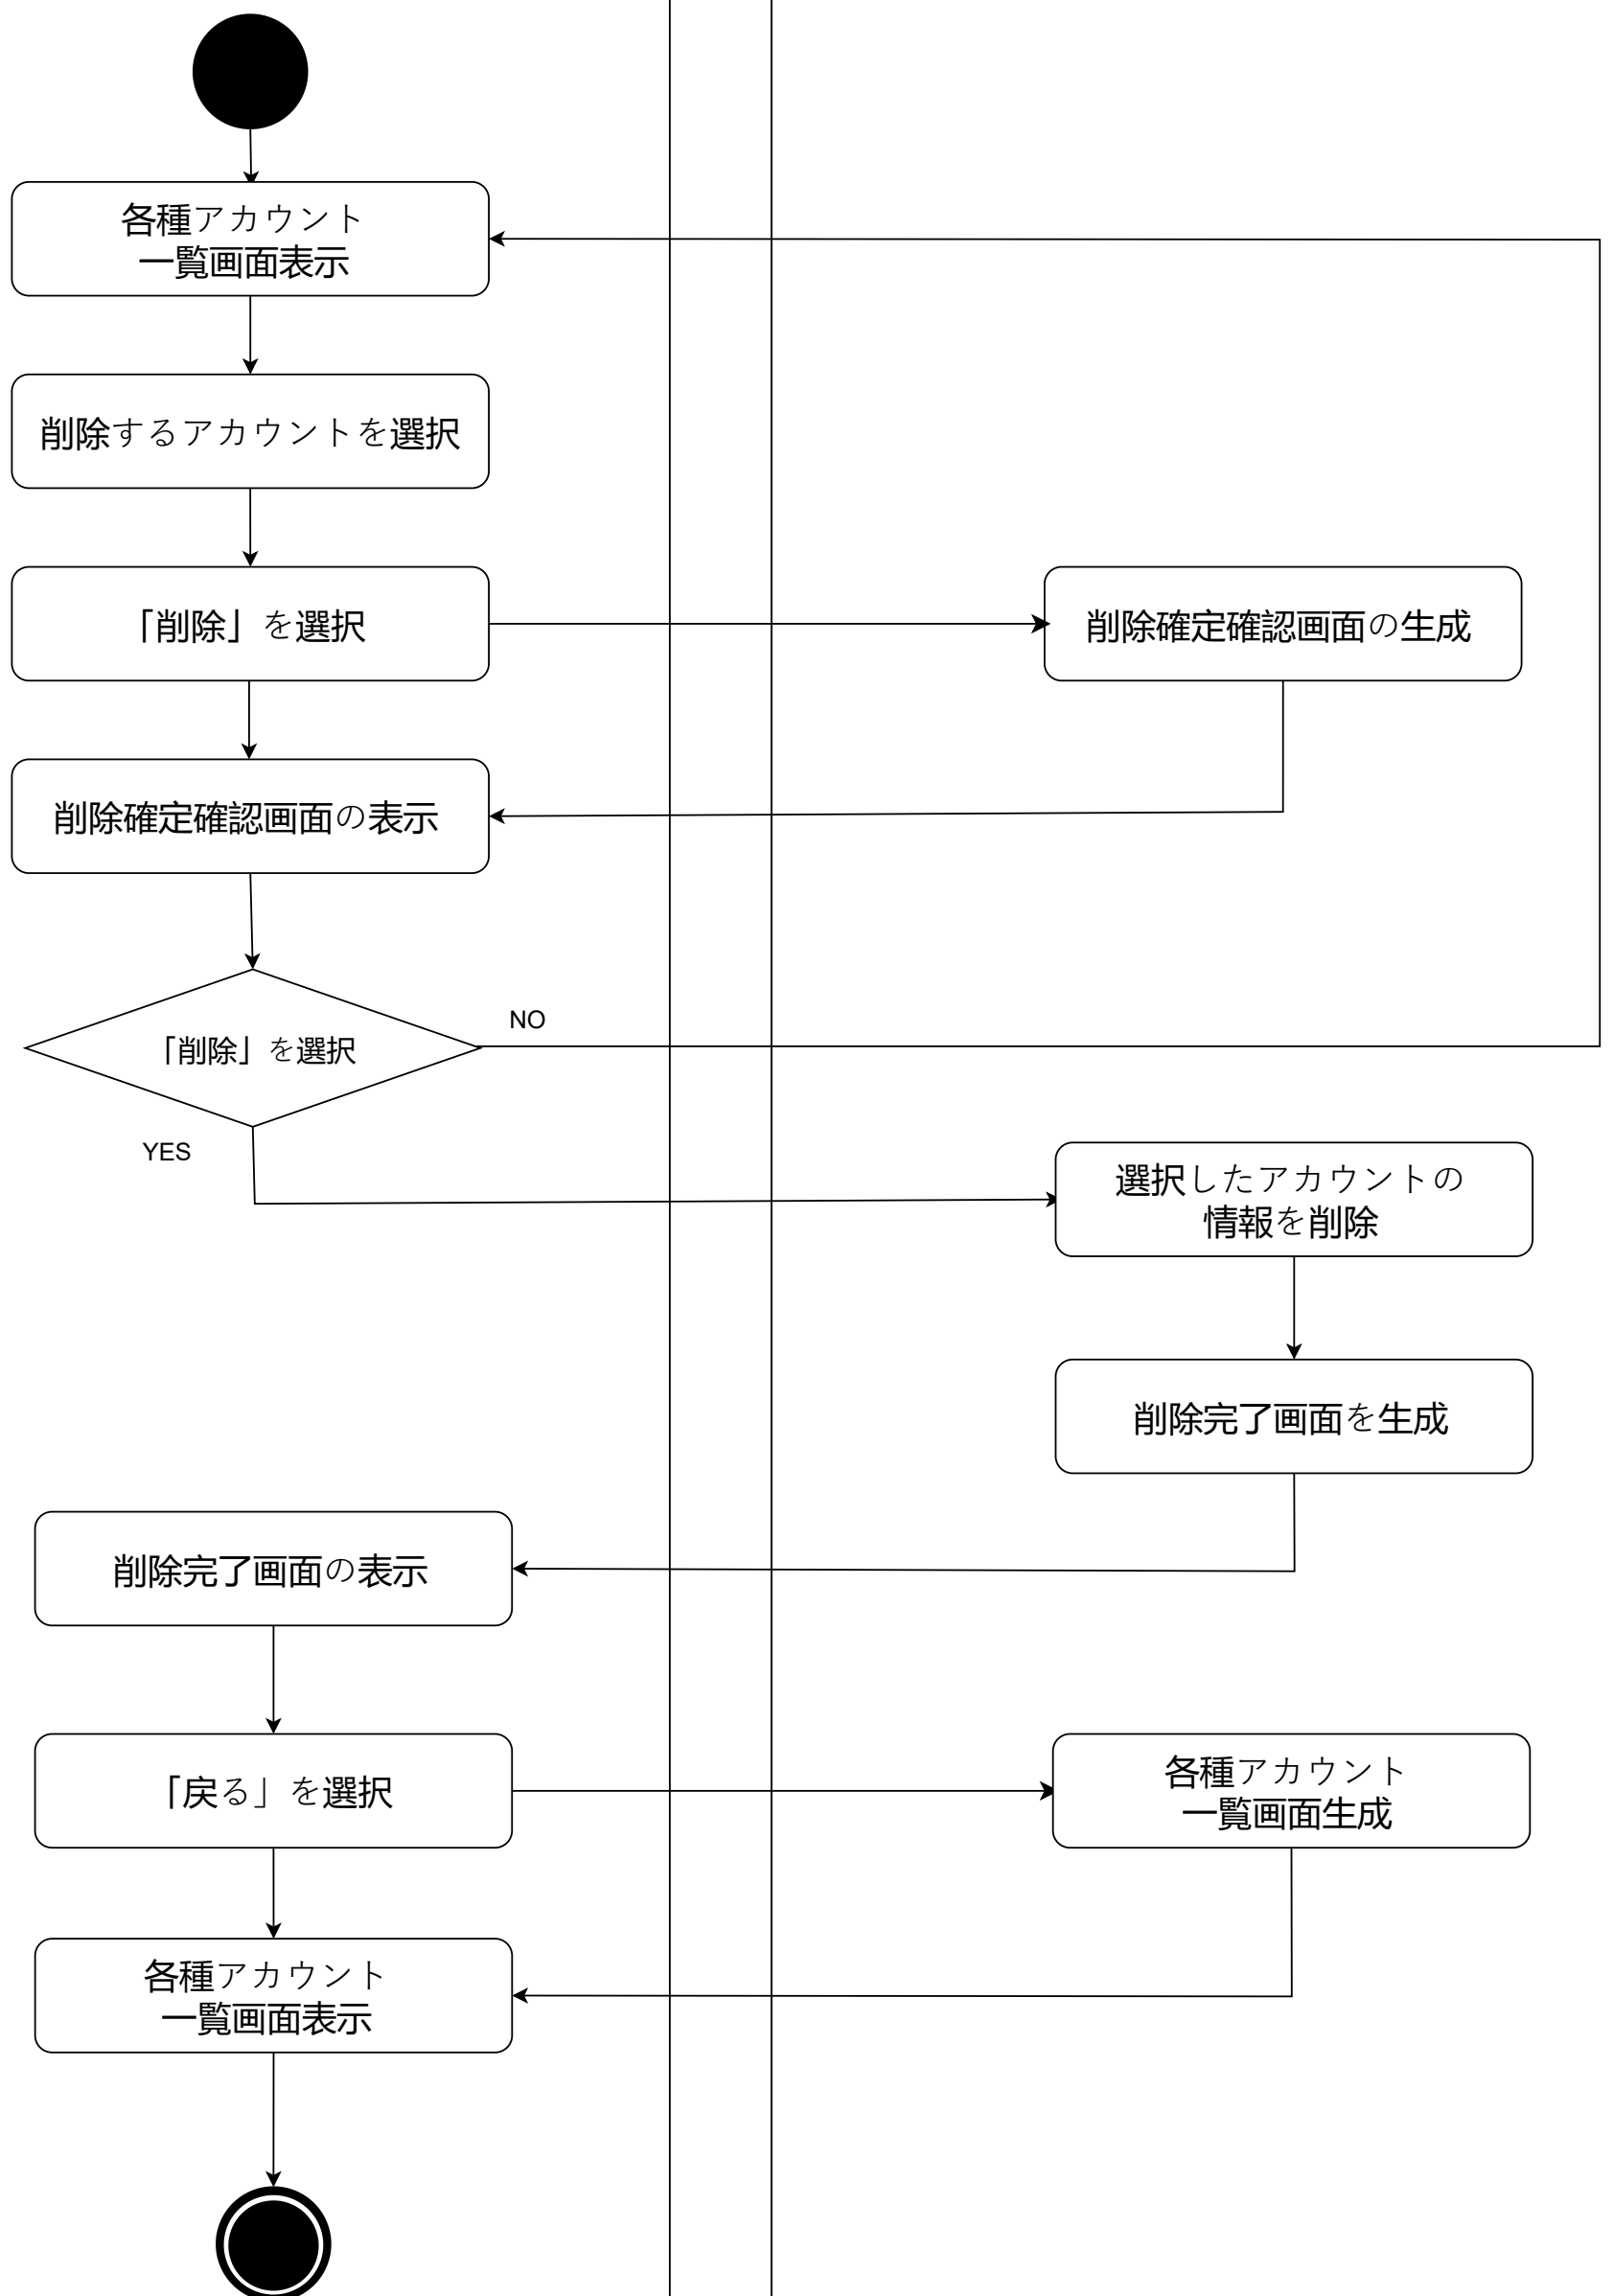 各種アカウント
一覧画面表示
削除するアカウントを選択
「削除」を選択
削除確定確認画面の生成
削除確定確認画面の表示
NO
「削除」を選択
YES
選択したアカウントの
情報を削除
削除完了画面を生成
削除完了画面の表示
「戻る」を選択
各種アカウント
一覧画面生成
各種アカウント
一覧画面表示